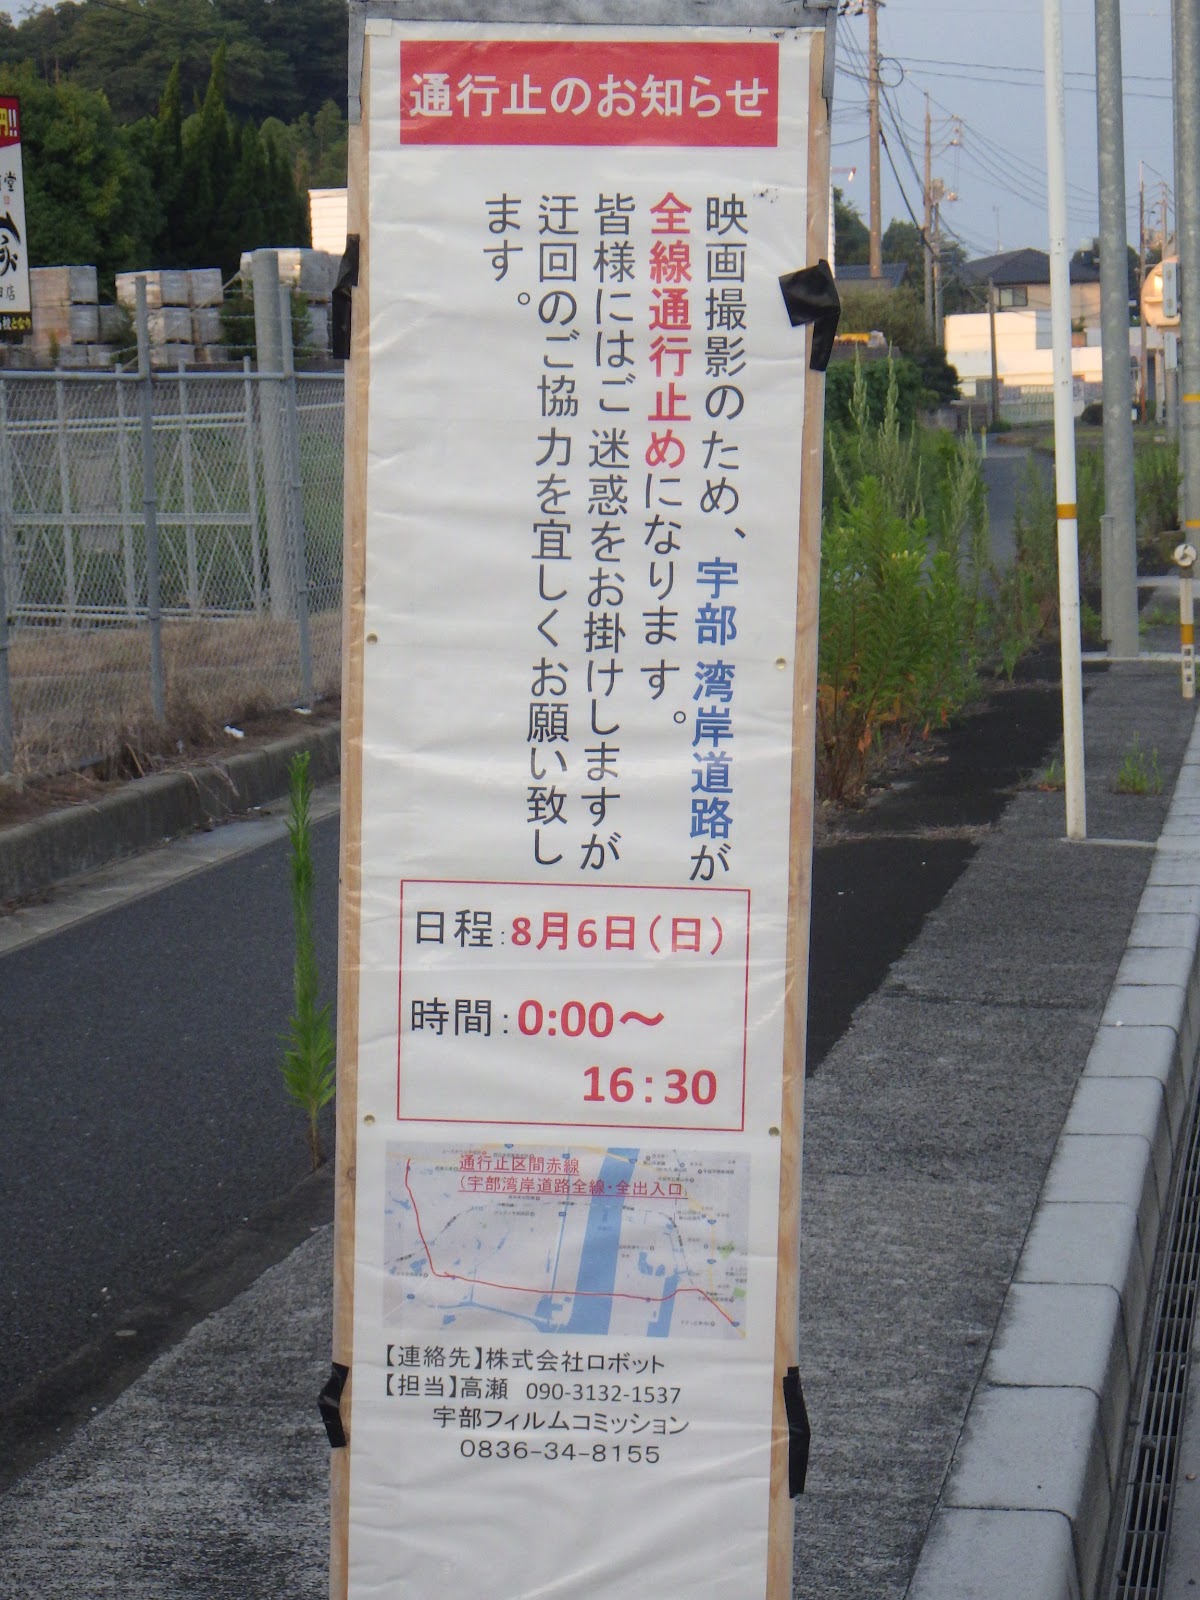 通行止のお知らせ
映画撮影のため、宇部湾岸道路が
全線通行止めになります。
皆様にはご迷惑をお掛けしますが
迂回のご協力を宜しくお願い致し
ます。
日程:8月6日(日)
時間:0:00～
16:30
通行止区間赤線
(宇部湾岸道路全線・全出入口)
【連絡先】株式会社ロボット
【担当】高瀬 090-3132-1537
宇部フィルムコミッション
0836-34-8155
円!!
堂
店
となり